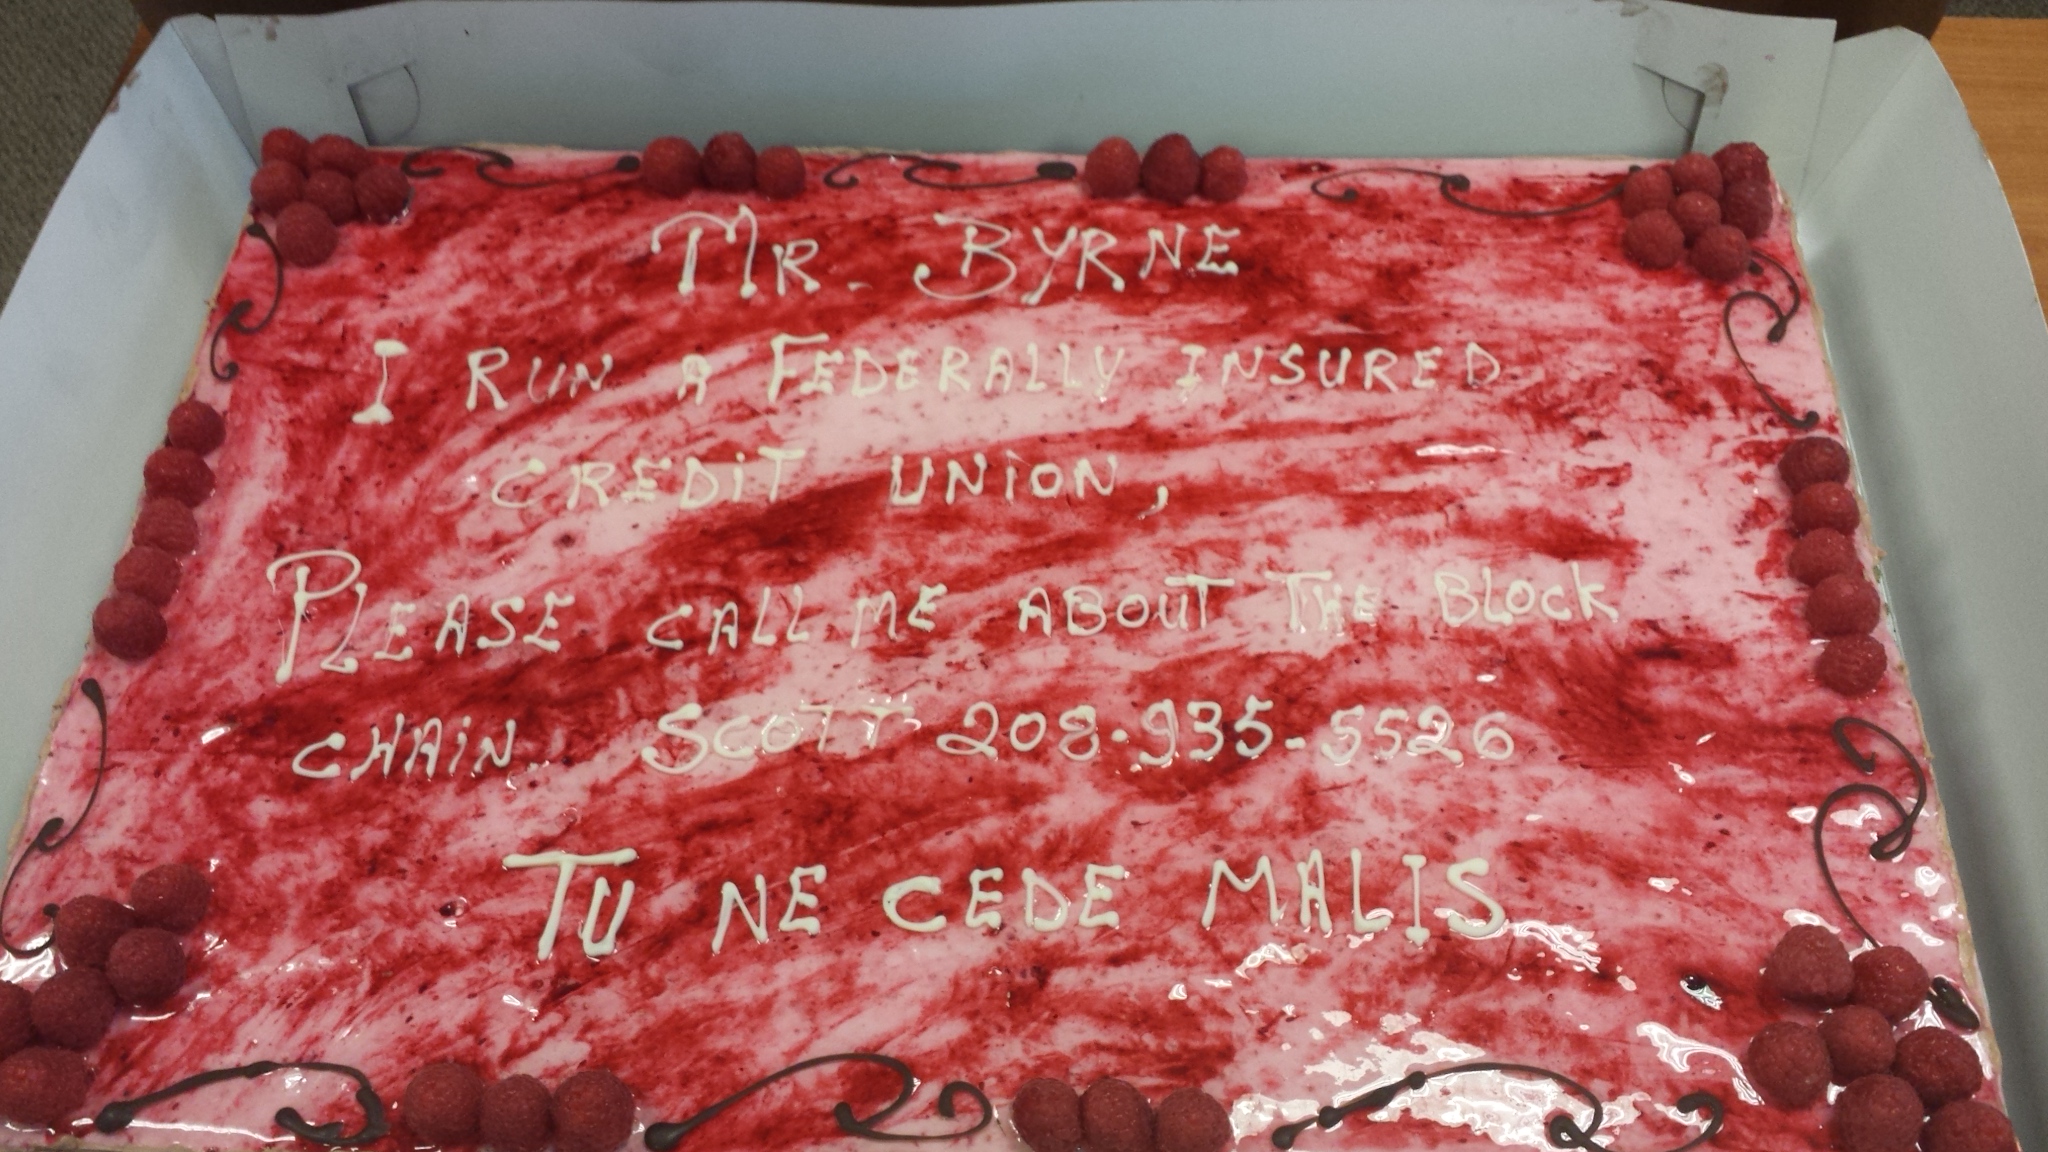 MR. BYRNE
I RUN A FEDERALLY INSURED
CREDiT UNiON,
PLEASE CALL ME ABOUT THE BLOCK
CHAiN. SCOTT 208-935-5526
TU NE CEDE MALIS